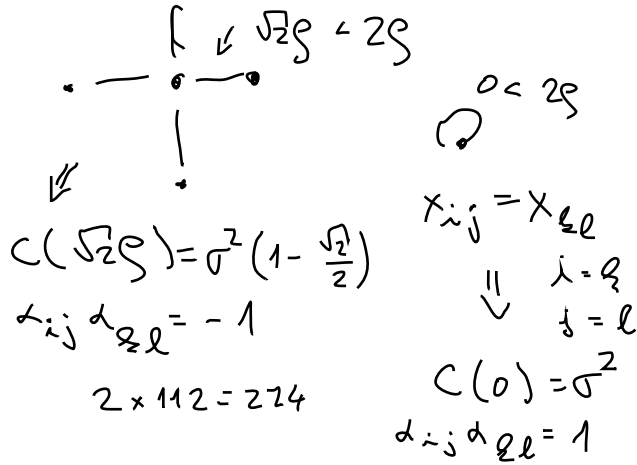 √2ρ < 2ρ
0 < 2ρ
C(√2ρ) = σ²(1 - √2/2)
α_ij α_kl = -1
2 × 112 = 224
x_ij = x_kl
i = k
j = l
C(0) = σ²
α_ij α_kl = 1